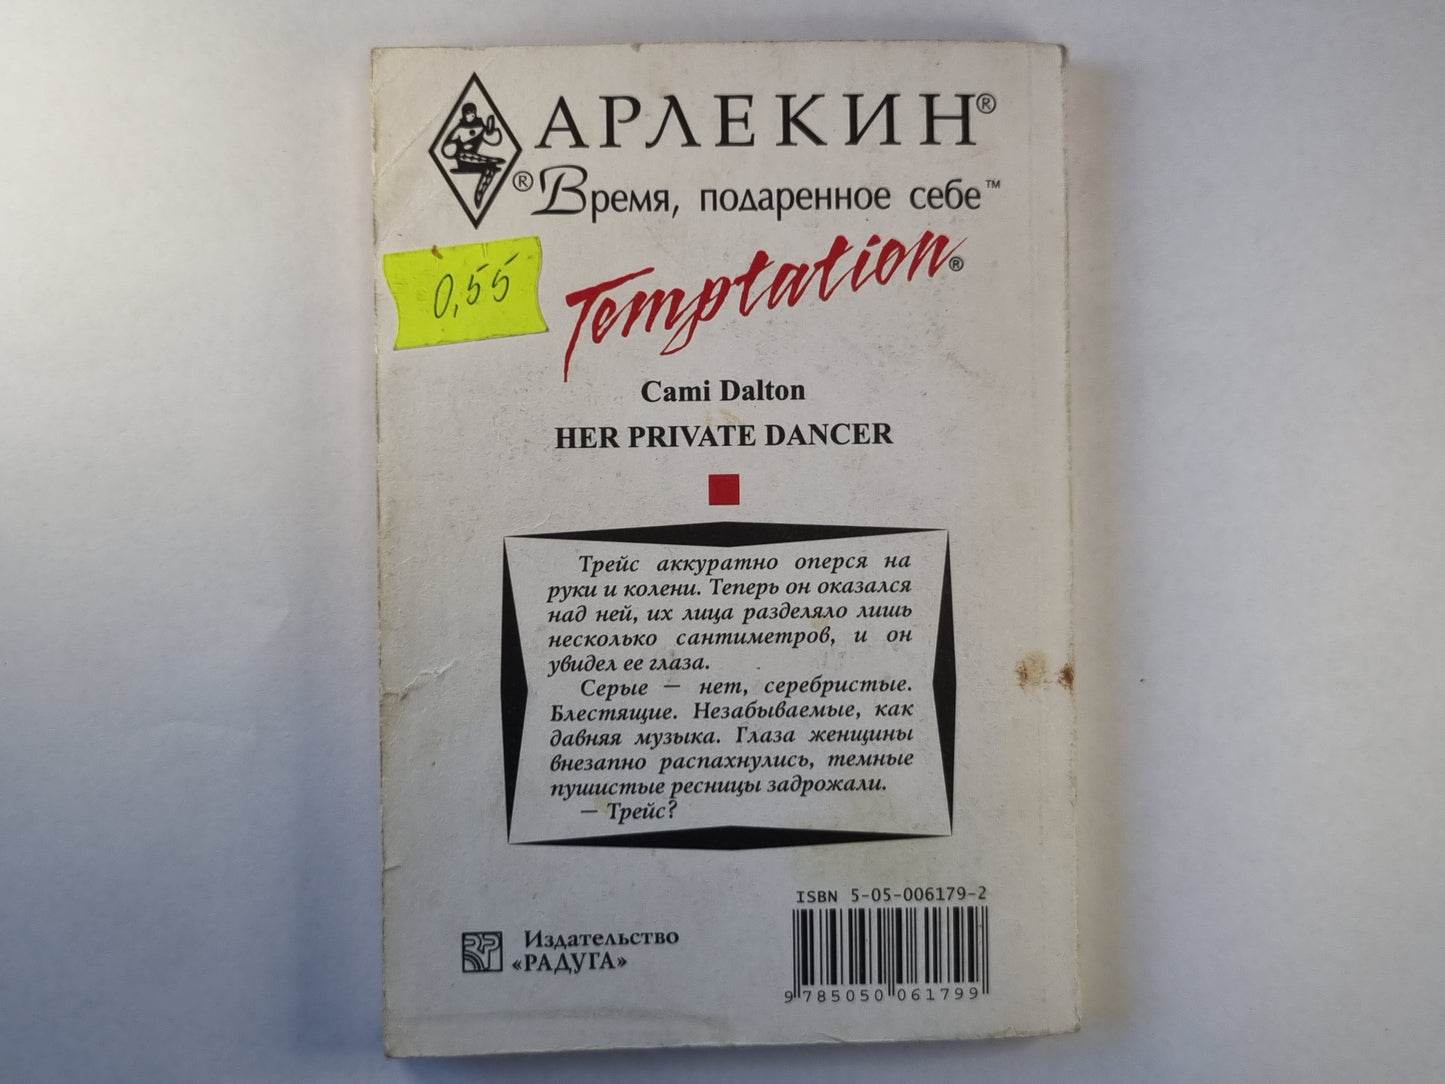 АРЛЕКИН®
® Время, подаренное себе™
Temptation®
0,55
Cami Dalton
HER PRIVATE DANCER
Трейс аккуратно оперся на
руки и колени. Теперь он оказался
над ней, их лица разделяло лишь
несколько сантиметров, и он
увидел ее глаза.
Серые — нет, серебристые.
Блестящие. Незабываемые, как
давняя музыка. Глаза женщины
внезапно распахнулись, темные
пушистые ресницы задрожали.
— Трейс?
ISBN 5-05-006179-2
Издательство
«РАДУГА»
9 785050 061799